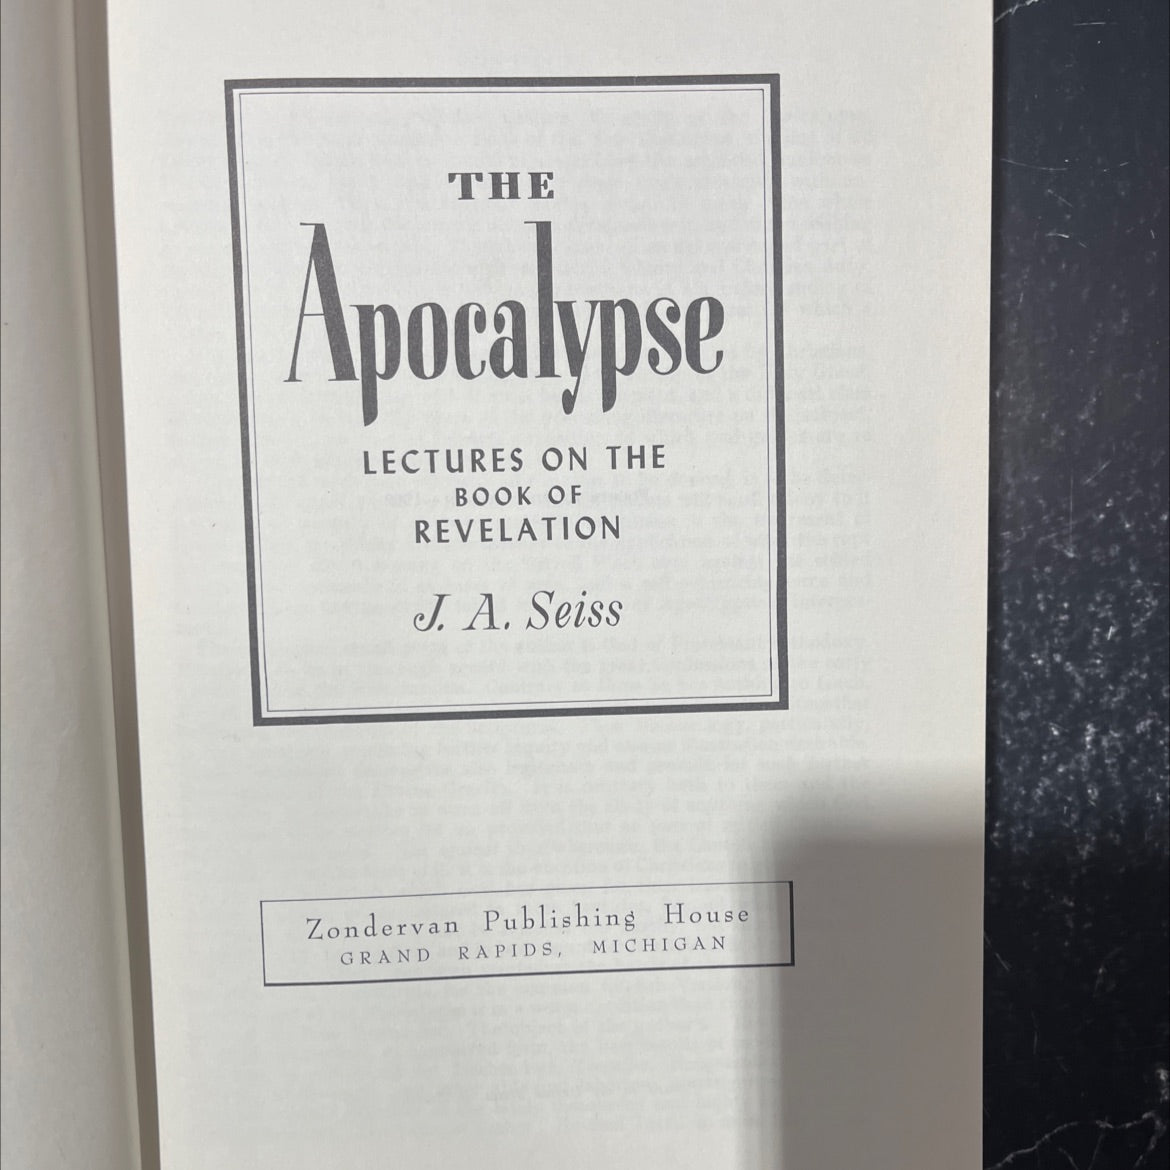 THE
Apocalypse
LECTURES ON THE
BOOK OF
REVELATION
J. A. Seiss
Zondervan Publishing House
GRAND RAPIDS, MICHIGAN